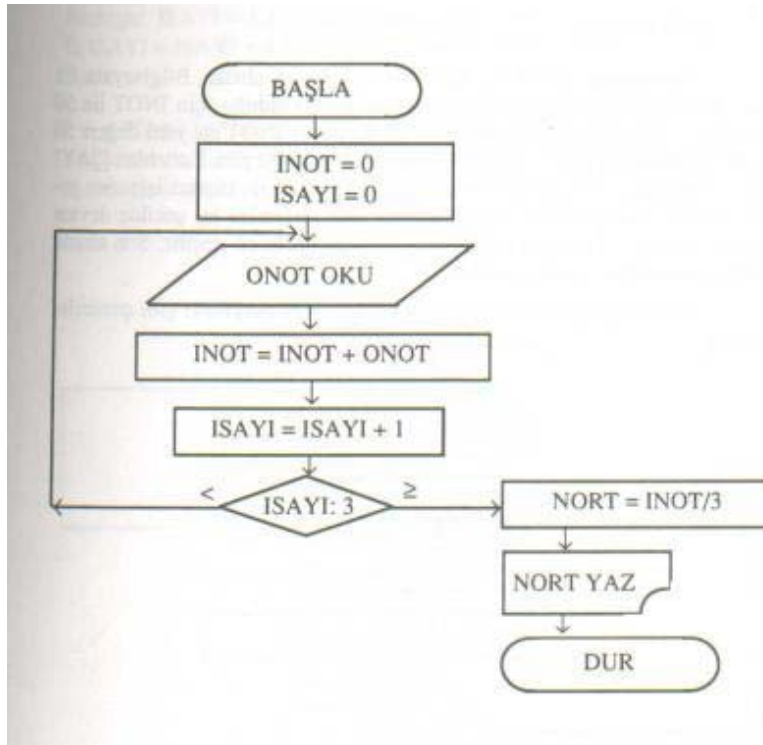 BAŞLA
INOT = 0
ISAYI = 0
ONOT OKU
INOT = INOT + ONOT
ISAYI = ISAYI + 1
<
ISAYI: 3
≥
NORT = INOT/3
NORT YAZ
DUR